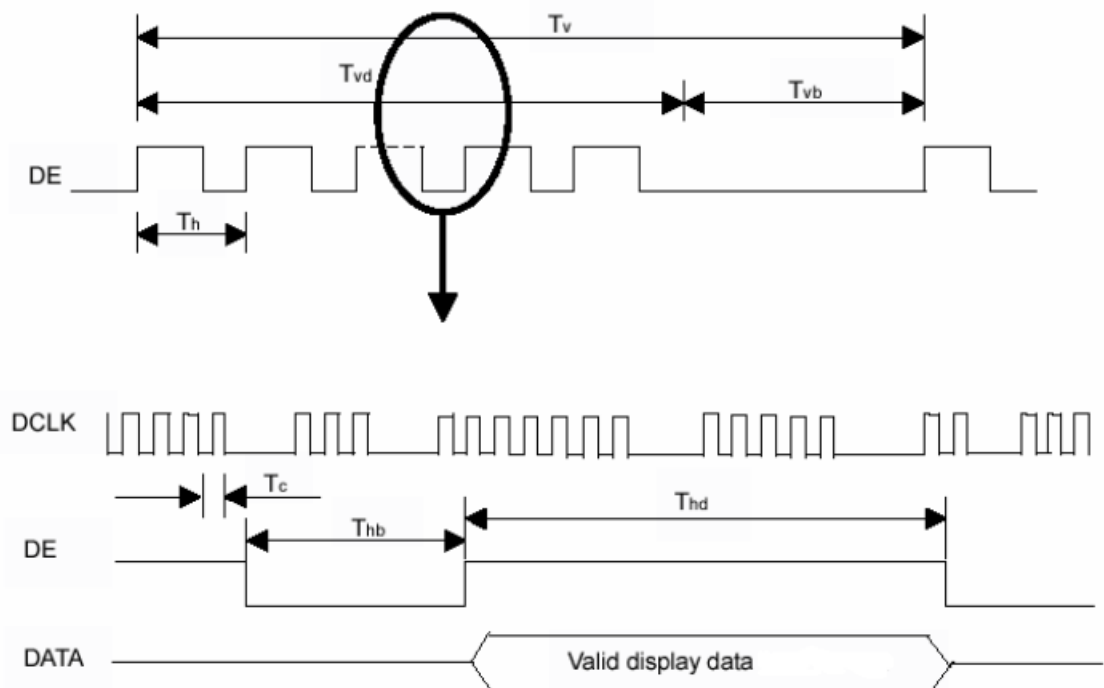 Tv
Tvd
Tvb
DE
Th
DCLK
Tc
Thd
Thb
DE
DATA
Valid display data